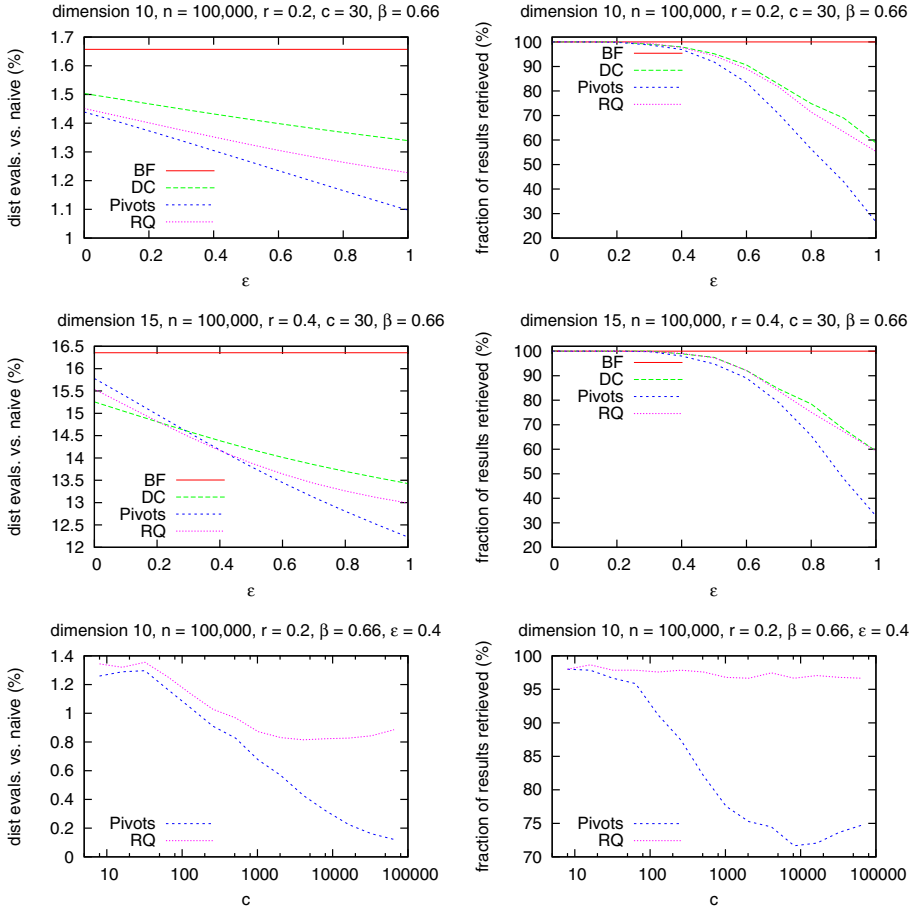 dimension 10, n = 100,000, r = 0.2, c = 30, β = 0.66
dist evals. vs. naive (%)
1.7
1.6
1.5
1.4
1.3
1.2
1.1
1
BF
DC
Pivots
RQ
0 0.2 0.4 0.6 0.8 1
ε
dimension 10, n = 100,000, r = 0.2, c = 30, β = 0.66
fraction of results retrieved (%)
100
90
80
70
60
50
40
30
20
BF
DC
Pivots
RQ
0 0.2 0.4 0.6 0.8 1
ε
dimension 15, n = 100,000, r = 0.4, c = 30, β = 0.66
dist evals. vs. naive (%)
16.5
16
15.5
15
14.5
14
13.5
13
12.5
12
BF
DC
Pivots
RQ
0 0.2 0.4 0.6 0.8 1
ε
dimension 15, n = 100,000, r = 0.4, c = 30, β = 0.66
fraction of results retrieved (%)
100
90
80
70
60
50
40
30
20
BF
DC
Pivots
RQ
0 0.2 0.4 0.6 0.8 1
ε
dimension 10, n = 100,000, r = 0.2, β = 0.66, ε = 0.4
dist evals. vs. naive (%)
1.4
1.2
1
0.8
0.6
0.4
0.2
0
Pivots
RQ
10 100 1000 10000 100000
c
dimension 10, n = 100,000, r = 0.2, β = 0.66, ε = 0.4
fraction of results retrieved (%)
100
95
90
85
80
75
70
Pivots
RQ
10 100 1000 10000 100000
c